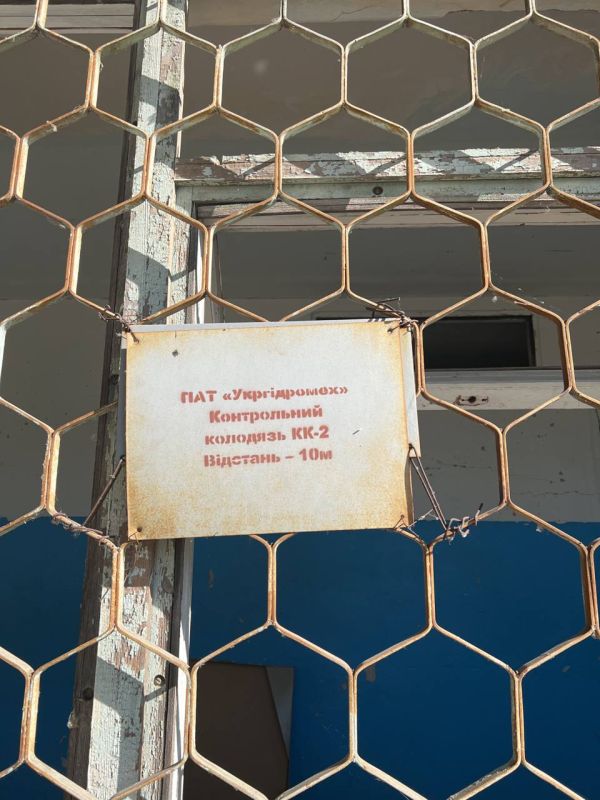 ПАТ «Укргідромех»
Контрольний
колодязь КК-2
Відстань – 10м